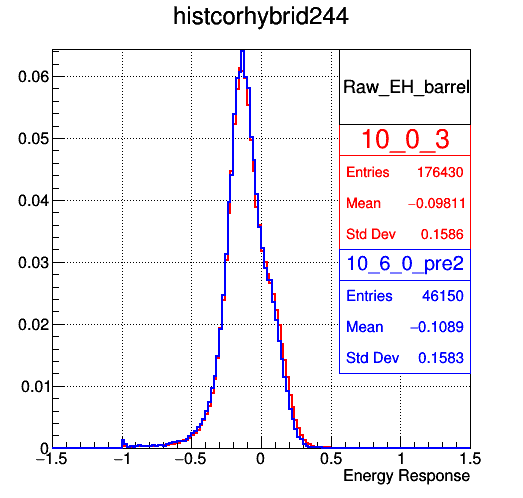 histcorhybrid244
Raw_EH_barrel
10_0_3
Entries 176430
Mean −0.09811
Std Dev 0.1586
10_6_0_pre2
Entries 46150
Mean −0.1089
Std Dev 0.1583
0.06
0.05
0.04
0.03
0.02
0.01
0
−1.5 −1 −0.5 0 0.5 1 1.5
Energy Response